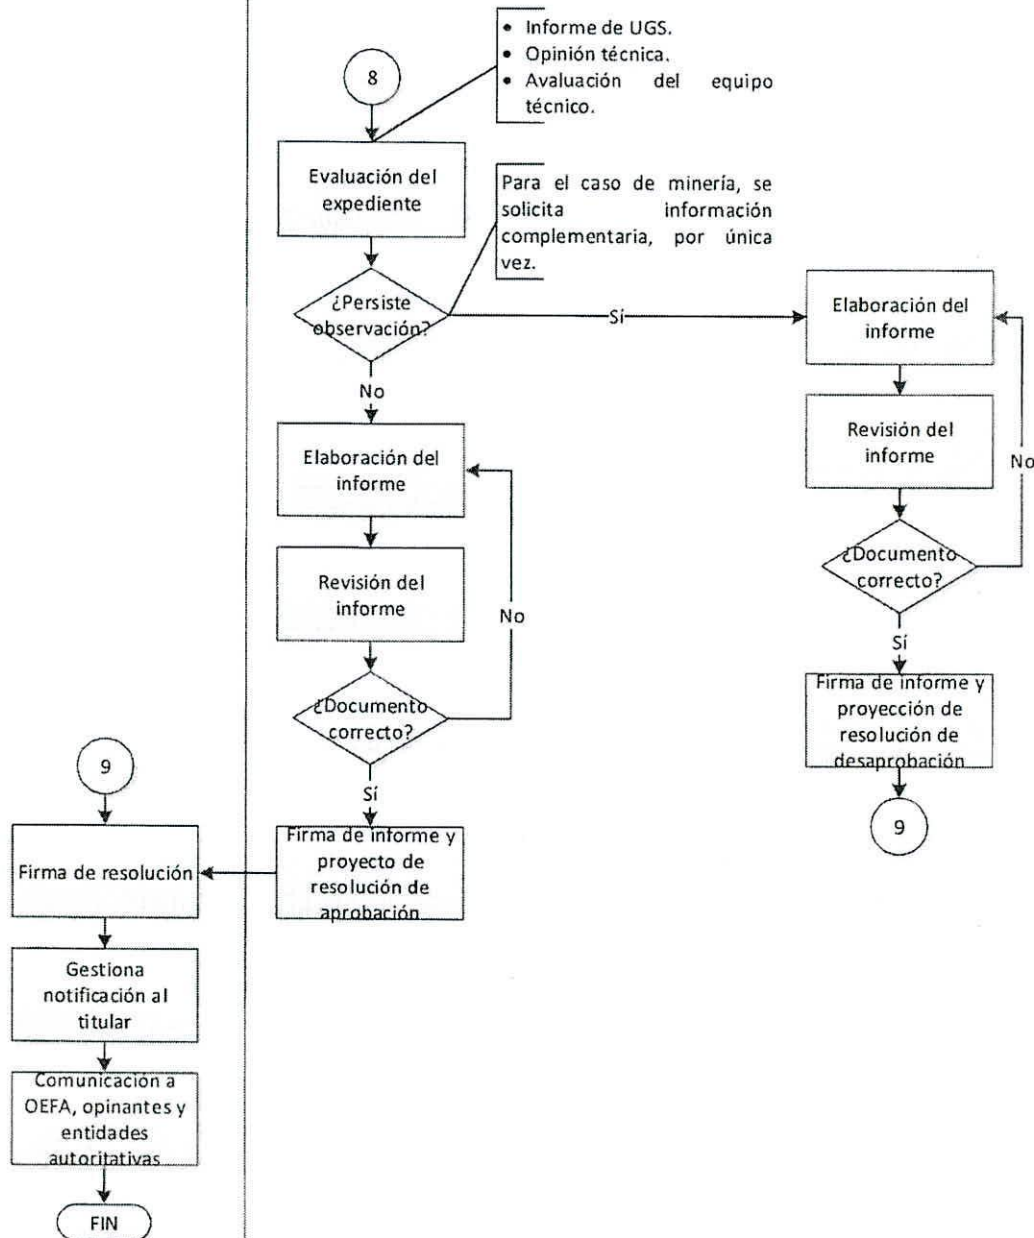 • Informe de UGS.
• Opinión técnica.
• Avaluación del equipo
técnico.
8
Evaluación del
expediente
Para el caso de minería, se
solicita información
complementaria, por única
vez.
¿Persiste
observación?
Sí
Elaboración del
informe
No
Revisión del
informe
No
Elaboración del
informe
¿Documento
correcto?
Revisión del
informe
No
Sí
¿Documento
correcto?
Firma de informe y
proyección de
resolución de
desaprobación
9
Sí
9
Firma de resolución
Firma de informe y
proyecto de
resolución de
aprobación
Gestiona
notificación al
titular
Comunicación a
OEFA, opinantes y
entidades
autoritativas
FIN